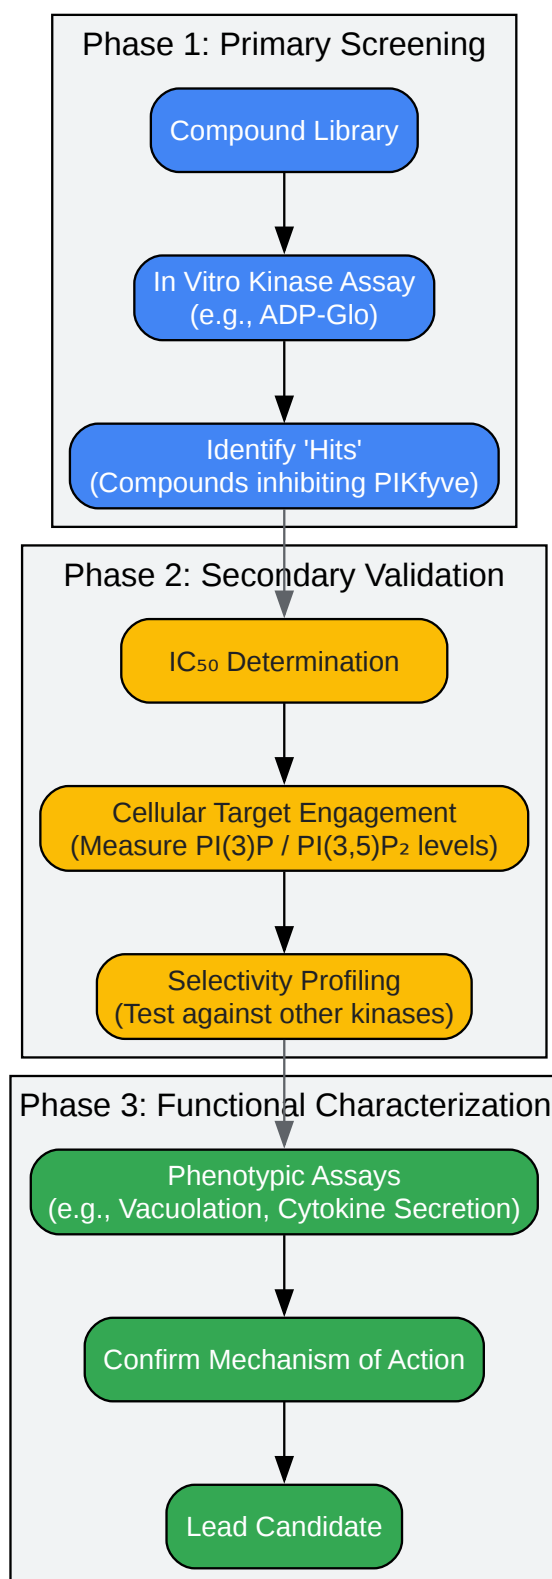 Phase 1: Primary Screening
Compound Library
In Vitro Kinase Assay
(e.g., ADP-Glo)
Identify 'Hits'
(Compounds inhibiting PIKfyve)
Phase 2: Secondary Validation
IC₅₀ Determination
Cellular Target Engagement
(Measure PI(3)P / PI(3,5)P₂ levels)
Selectivity Profiling
(Test against other kinases)
Phase 3: Functional Characterization
Phenotypic Assays
(e.g., Vacuolation, Cytokine Secretion)
Confirm Mechanism of Action
Lead Candidate